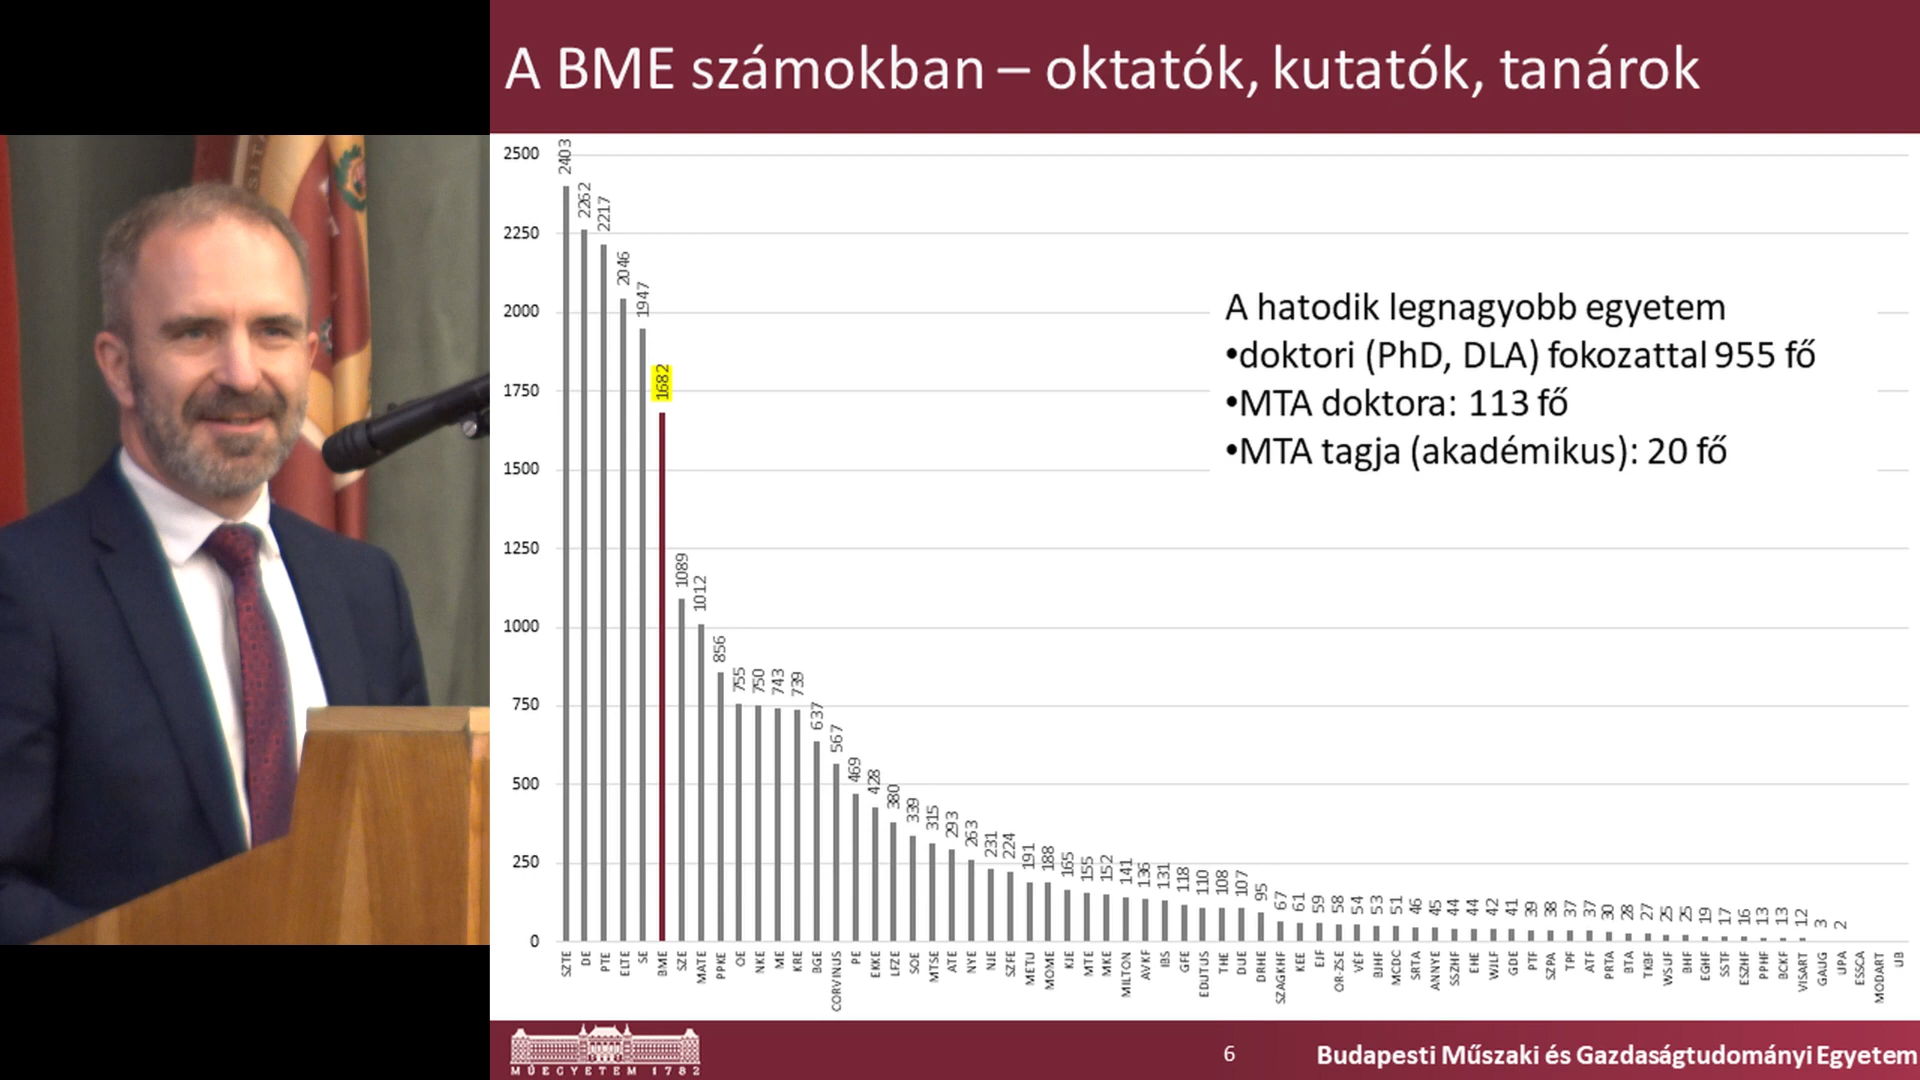 A BME számokban – oktatók, kutatók, tanárok
2500
2250
2000
1750
1500
1250
1000
750
500
250
0
2403
2262
2217
2046
1947
1682
1089
1012
856
755
750
743
739
637
567
469
428
380
339
315
293
263
231
224
191
188
165
155
152
141
136
131
118
110
108
107
95
67
61
59
58
54
53
51
46
45
44
44
42
41
39
38
37
37
30
28
27
25
25
19
17
16
13
13
12
3
2
SZTE
DE
PTE
ELTE
SE
BME
SZE
MATE
PPKE
OE
NKE
ME
KRE
BGE
CORVINUS
PE
EKKE
LFZE
SOE
MTSE
ATE
NYE
NJE
SZFE
METU
MOME
KJE
MTE
MKE
MILTON
AVKF
IBS
GFE
EDUTUS
THE
DUE
DRHE
SZAGKHF
KEE
EJF
OR-ZSE
VEF
BJHF
MCDC
SRTA
ANNYE
SSZHF
EHE
WJLF
GDE
PTF
SZPA
TPF
ATF
PRTA
BTA
TKBF
WSUF
BHF
EGHF
SSTF
ESZHF
PPHF
BCKF
VISART
GAUG
UPA
ESSCA
MODART
UB
A hatodik legnagyobb egyetem
•doktori (PhD, DLA) fokozattal 955 fő
•MTA doktora: 113 fő
•MTA tagja (akadémikus): 20 fő
MŰEGYETEM 1782
6
Budapesti Műszaki és Gazdaságtudományi Egyetem